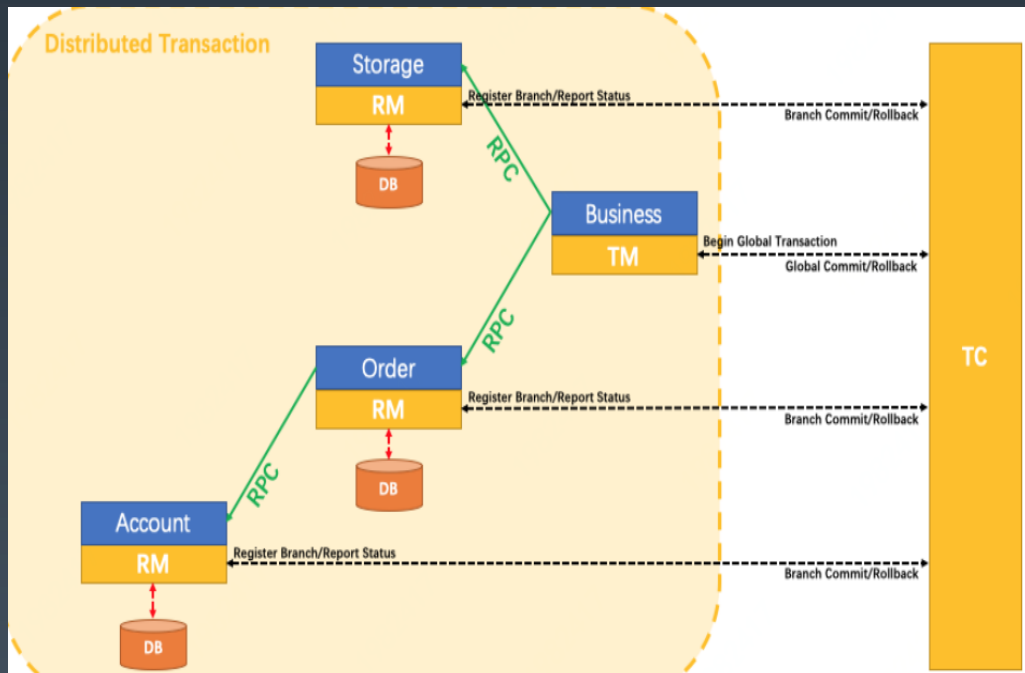 Distributed Transaction
Storage
RM
Register Branch/Report Status
Branch Commit/Rollback
DB
RPC
Business
TM
Begin Global Transaction
Global Commit/Rollback
TC
RPC
Order
RM
Register Branch/Report Status
Branch Commit/Rollback
DB
RPC
Account
RM
Register Branch/Report Status
Branch Commit/Rollback
DB